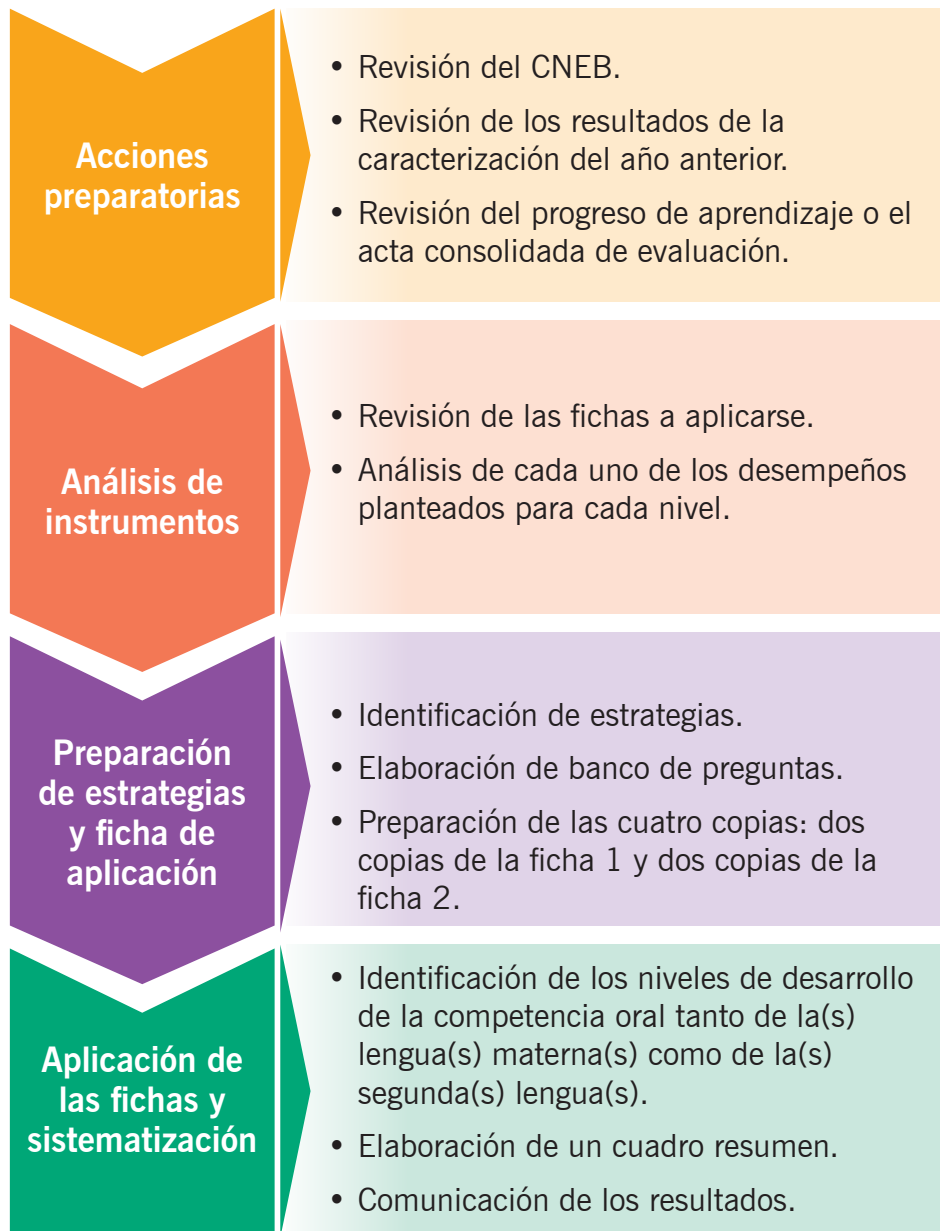 Acciones
preparatorias
• Revisión del CNEB.
• Revisión de los resultados de la
caracterización del año anterior.
• Revisión del progreso de aprendizaje o el
acta consolidada de evaluación.
Análisis de
instrumentos
• Revisión de las fichas a aplicarse.
• Análisis de cada uno de los desempeños
planteados para cada nivel.
Preparación
de estrategias
y ficha de
aplicación
• Identificación de estrategias.
• Elaboración de banco de preguntas.
• Preparación de las cuatro copias: dos
copias de la ficha 1 y dos copias de la
ficha 2.
Aplicación de
las fichas y
sistematización
• Identificación de los niveles de desarrollo
de la competencia oral tanto de la(s)
lengua(s) materna(s) como de la(s)
segunda(s) lengua(s).
• Elaboración de un cuadro resumen.
• Comunicación de los resultados.